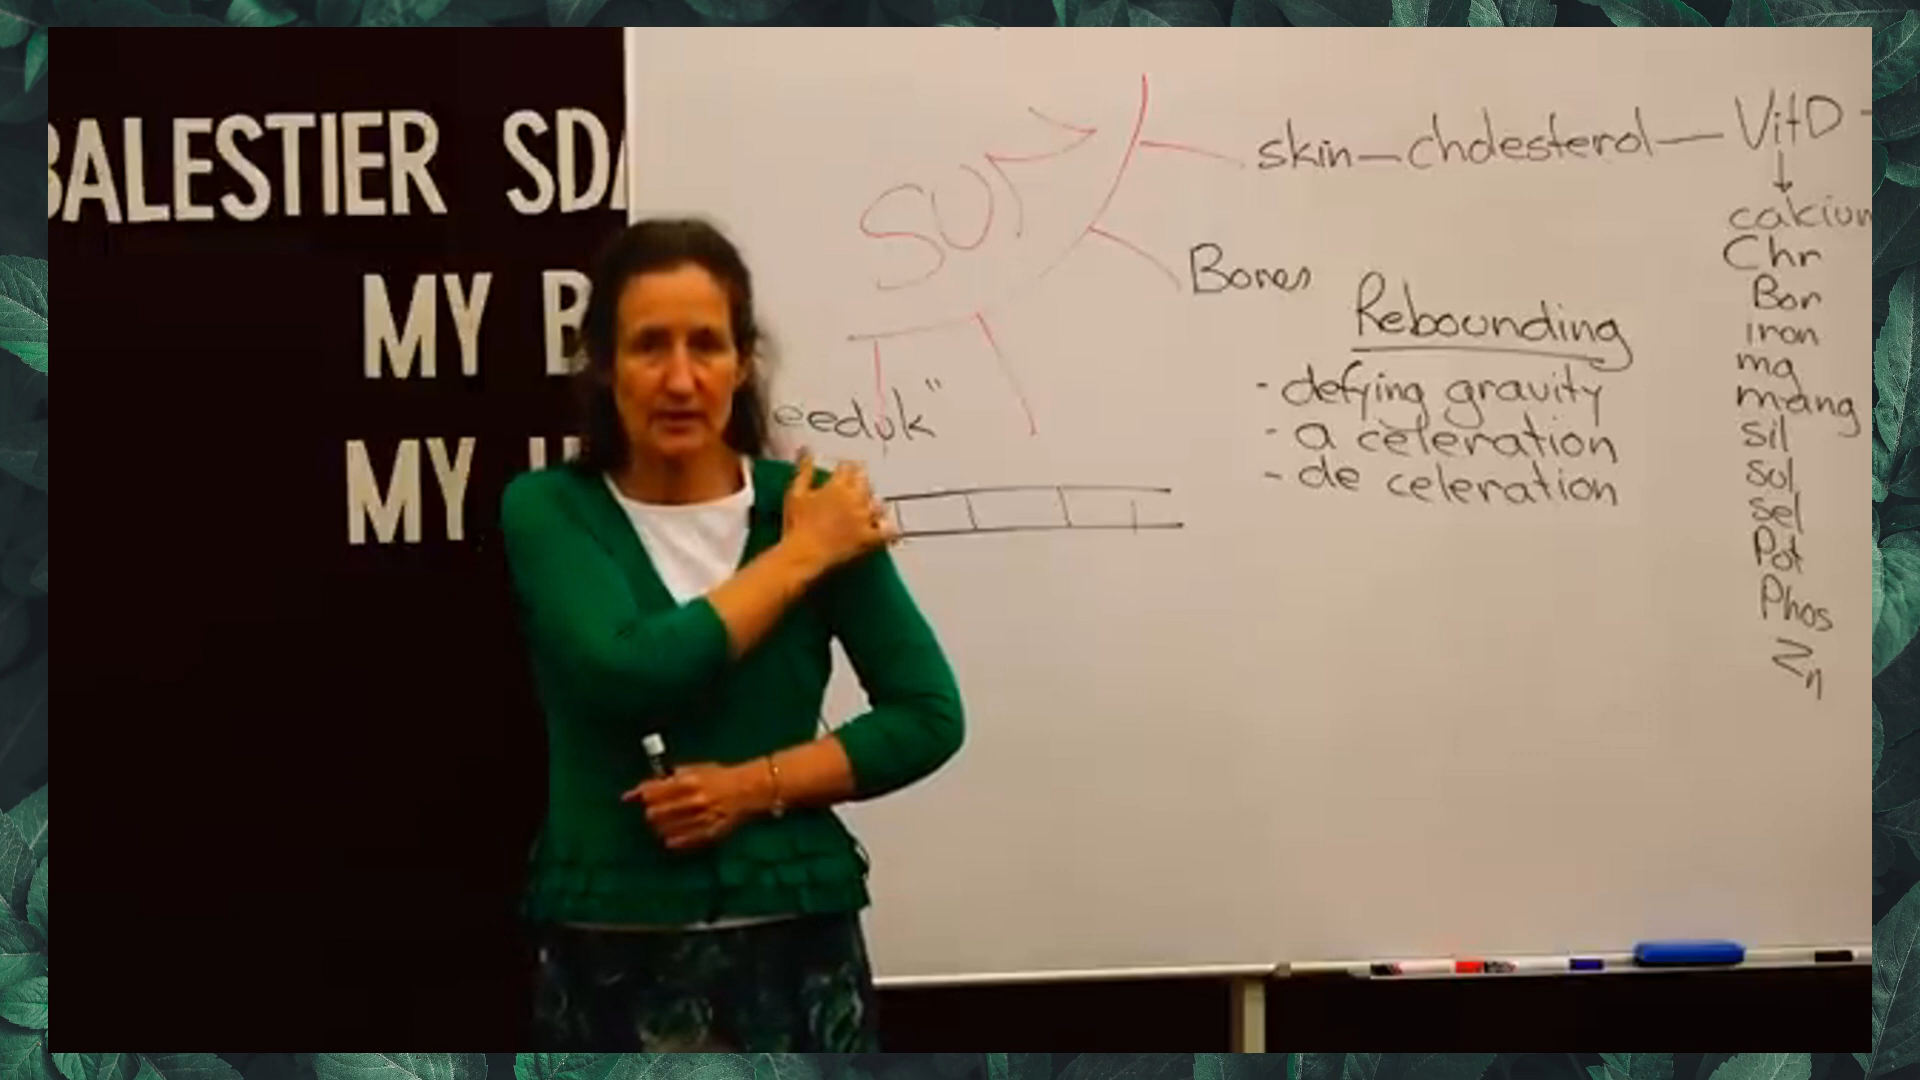 BALESTIER SDA
MY B
MY
sun
skin - cholesterol - VitD -
calcium
Chr
Bor
iron
mg
mang
sil
sul
sel
Pot
Phos
Zn
Bones
Rebounding
- defying gravity
- a celeration
- de celeration
eeduk"